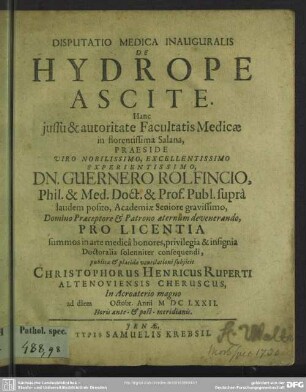 DISPUTATIO MEDICA INAUGURALIS
DE
HYDROPE
ASCITE.
Hanc
jussu & autoritate Facultatis Medicæ
in florentissima Salana,
PRÆSIDE
VIRO NOBILISSIMO, EXCELLENTISSIMO
EXPERIENTISSIMO,
DN. GUERNERO ROLFINCIO,
Phil. & Med. Doct. & Prof. Publ. suprà
laudem posito, Academiæ Seniore gravissimo,
Domino Præceptore & Patrono æternùm devenerando,
PRO LICENTIA
summos in arte medicâ honores, privilegia & insignia
Doctoralia solenniter consequendi,
publicæ & placidæ ventilationi subjicit
CHRISTOPHORUS HENRICUS RUPERTI
ALTENOVIENSIS CHERUSCUS,
In Acroaterio magno
ad diem Octobr. Anni M DC LXXII.
Horis ante- & post-meridianis.
JENÆ,
TYPIS SAMUELIS KREBSII.
Pathol. spec.
488,98